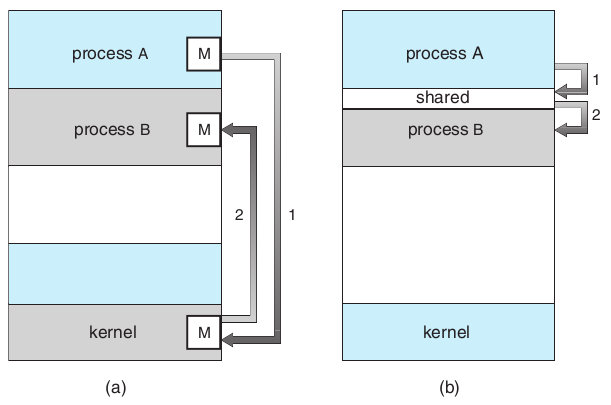 process A
M
process B
M
2
1
kernel
M
(a)
process A
1
shared
2
process B
kernel
(b)